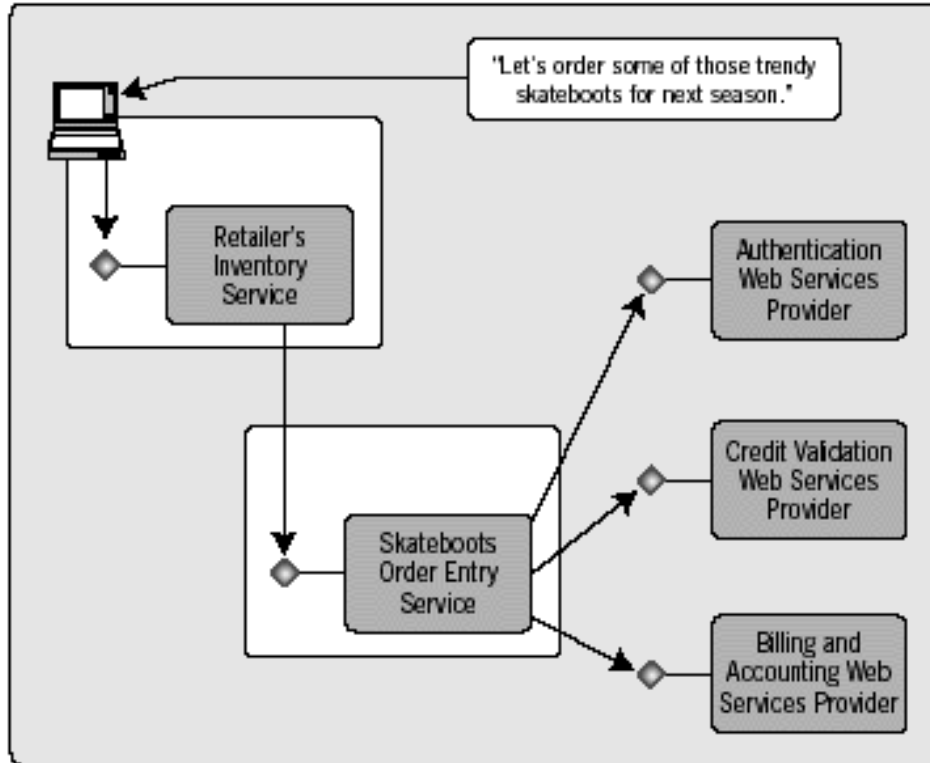 "Let's order some of those trendy
skateboots for next season."
Retailer's
Inventory
Service
Authentication
Web Services
Provider
Credit Validation
Web Services
Provider
Skateboots
Order Entry
Service
Billing and
Accounting Web
Services Provider